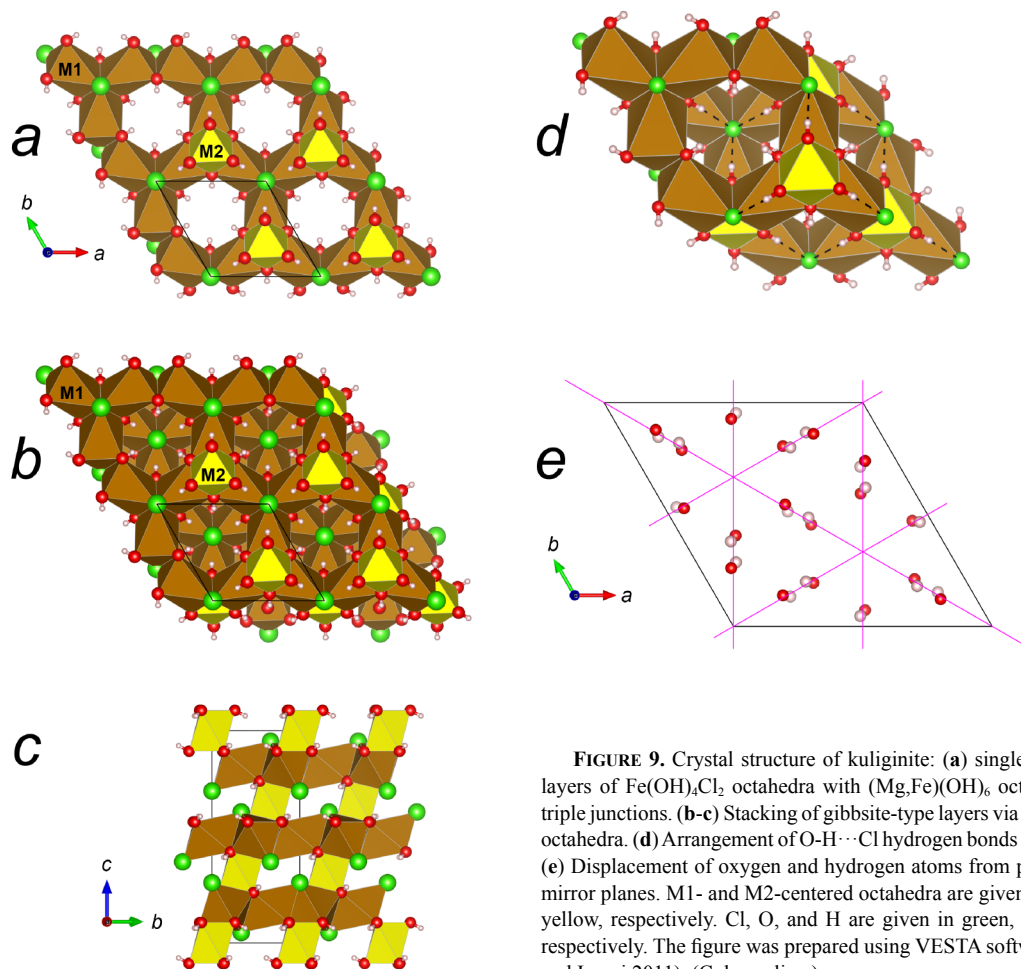 a
M1
M2
b
a
b
M1
M2
c
c
b
d
e
b
a
FIGURE 9. Crystal structure of kuliginite: (a) single
layers of Fe(OH)₄Cl₂ octahedra with (Mg,Fe)(OH)₆ oct
triple junctions. (b-c) Stacking of gibbsite-type layers via
octahedra. (d) Arrangement of O-H···Cl hydrogen bonds
(e) Displacement of oxygen and hydrogen atoms from p
mirror planes. M1- and M2-centered octahedra are given
yellow, respectively. Cl, O, and H are given in green,
respectively. The figure was prepared using VESTA softw